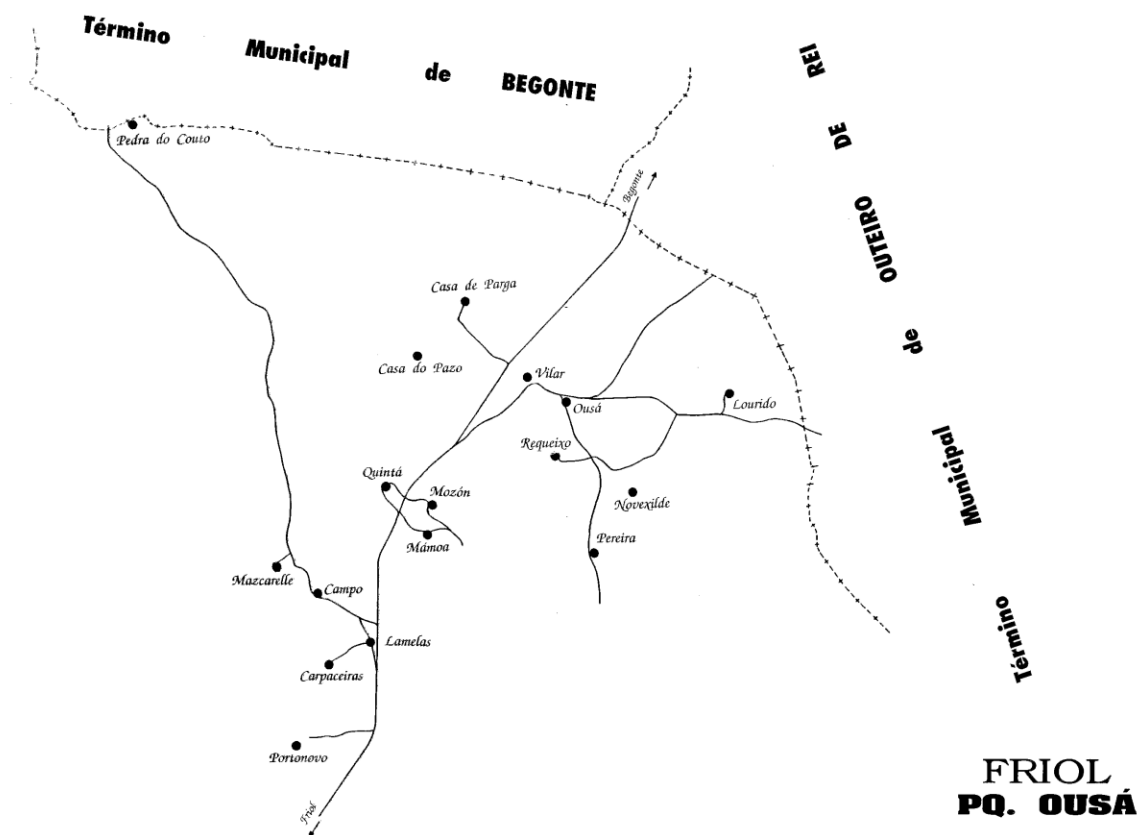 Término Municipal de BEGONTE
Término Municipal de OUTEIRO DE REI
Pedra do Couto
Begonte
Casa de Parga
Casa do Pazo
Vilar
Ousá
Lourido
Requeixo
Quintá
Mozón
Novexilde
Mámoa
Pereira
Mazcarelle
Campo
Lamelas
Carpaceiras
Portonovo
Friol
FRIOL
PQ. OUSÁ